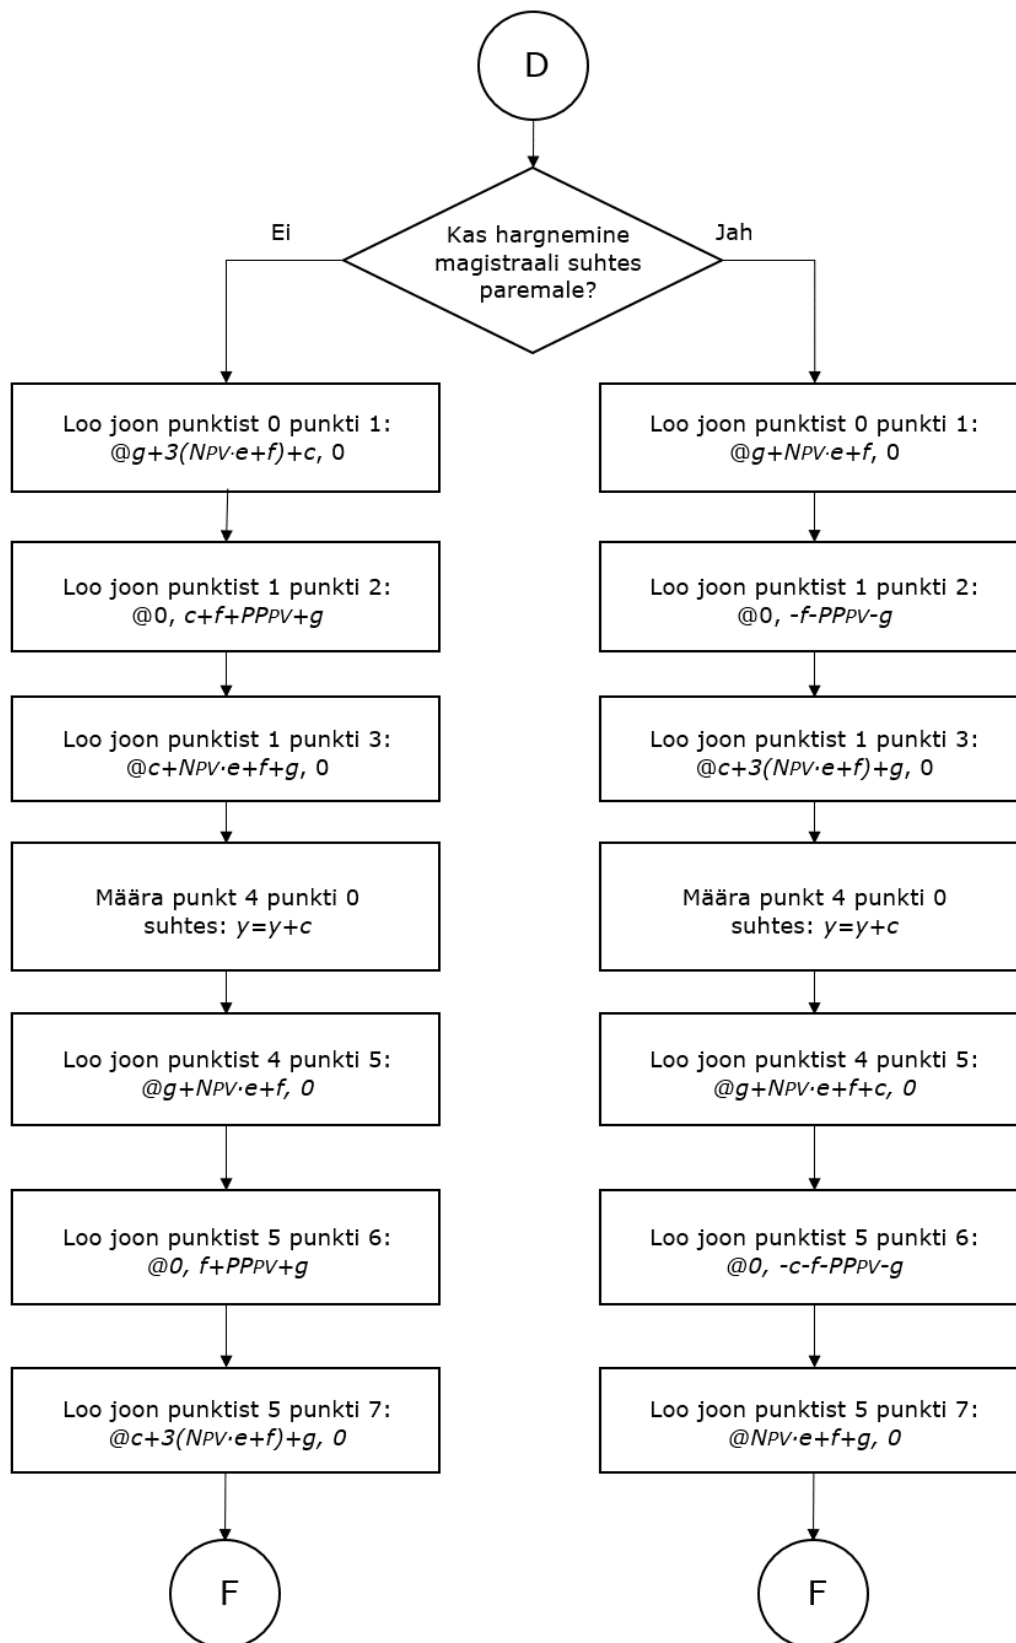 D
Kas hargnemine
magistraali suhtes
paremale?
Ei
Jah
Loo joon punktist 0 punkti 1:
@g+3(NPV·e+f)+c, 0
Loo joon punktist 1 punkti 2:
@0, c+f+PPPV+g
Loo joon punktist 1 punkti 3:
@c+NPV·e+f+g, 0
Määra punkt 4 punkti 0
suhtes: y=y+c
Loo joon punktist 4 punkti 5:
@g+NPV·e+f, 0
Loo joon punktist 5 punkti 6:
@0, f+PPPV+g
Loo joon punktist 5 punkti 7:
@c+3(NPV·e+f)+g, 0
F
Loo joon punktist 0 punkti 1:
@g+NPV·e+f, 0
Loo joon punktist 1 punkti 2:
@0, -f-PPPV-g
Loo joon punktist 1 punkti 3:
@c+3(NPV·e+f)+g, 0
Määra punkt 4 punkti 0
suhtes: y=y+c
Loo joon punktist 4 punkti 5:
@g+NPV·e+f+c, 0
Loo joon punktist 5 punkti 6:
@0, -c-f-PPPV-g
Loo joon punktist 5 punkti 7:
@NPV·e+f+g, 0
F